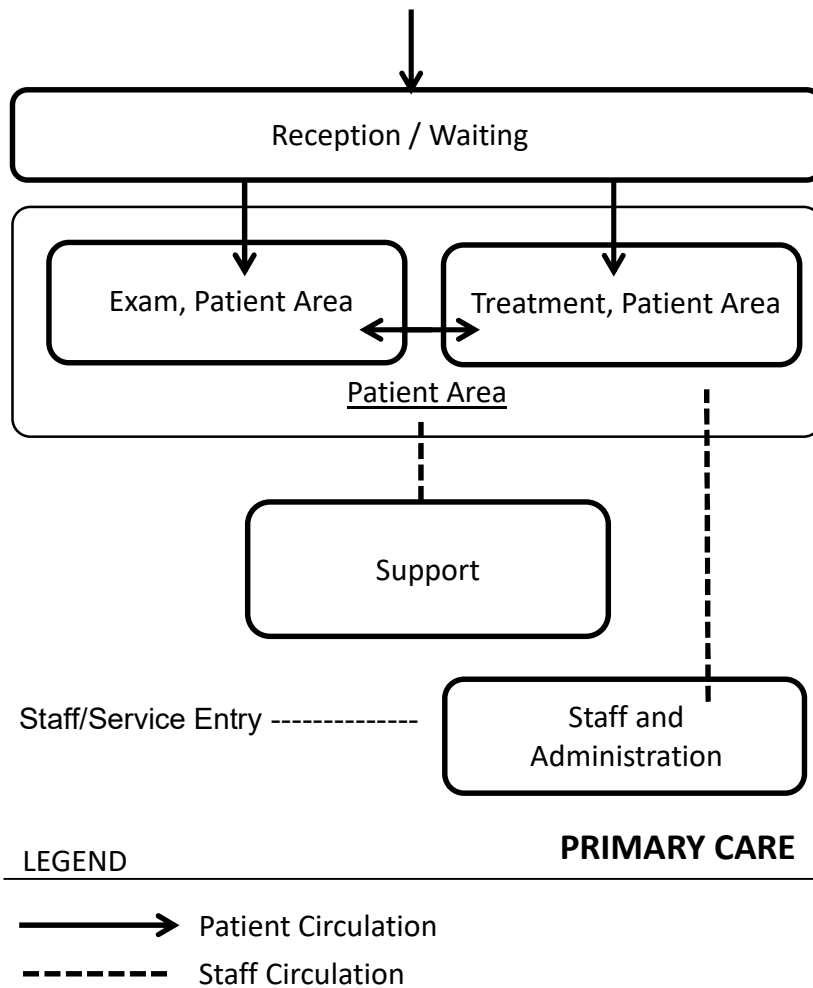 Reception / Waiting
Exam, Patient Area
Treatment, Patient Area
Patient Area
Support
Staff/Service Entry --------------
Staff and
Administration
PRIMARY CARE
LEGEND
Patient Circulation
Staff Circulation